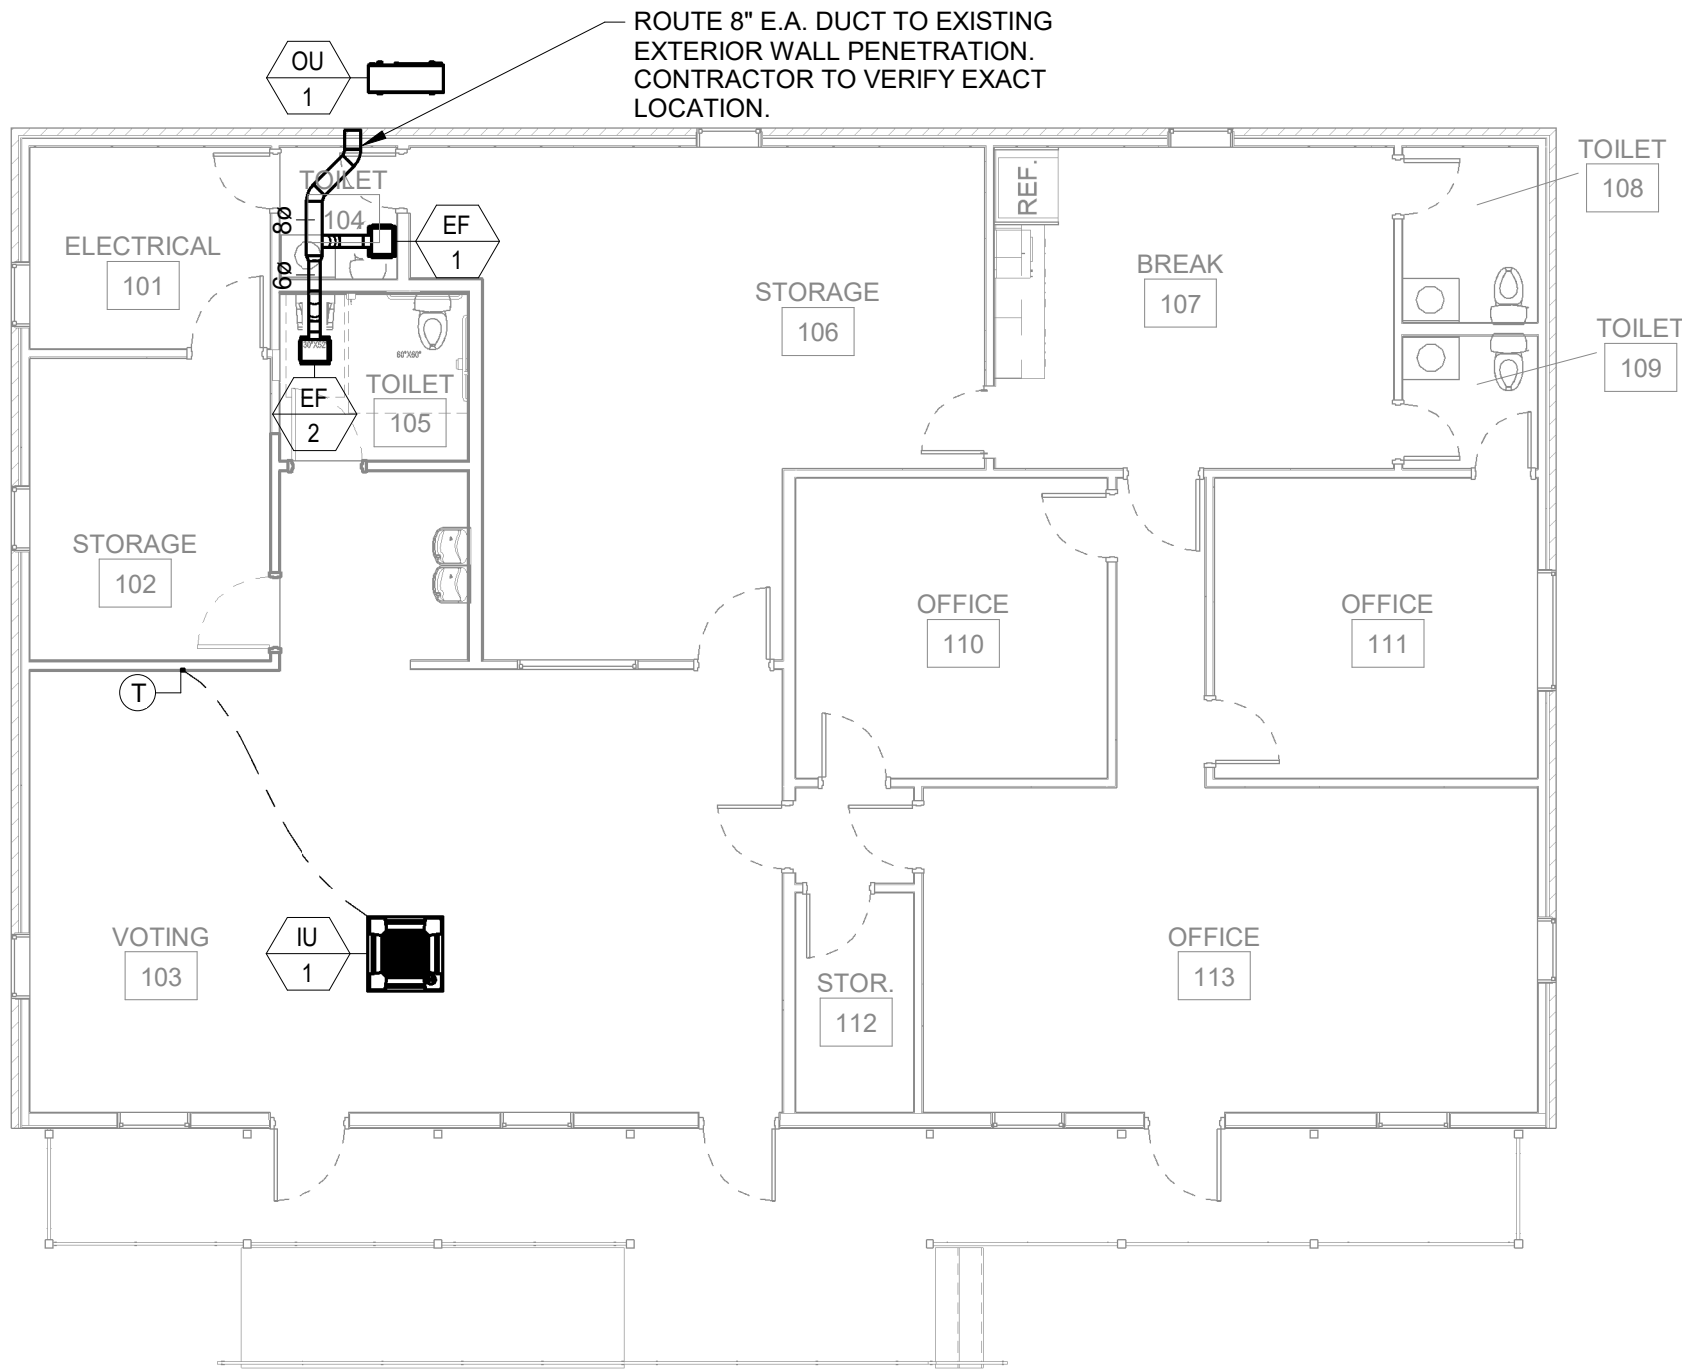 ROUTE 8" E.A. DUCT TO EXISTING
EXTERIOR WALL PENETRATION.
CONTRACTOR TO VERIFY EXACT
LOCATION.
OU
1
TOILET
108
TOILET
104
REF.
8ø
EF
1
ELECTRICAL
101
BREAK
107
6ø
STORAGE
106
TOILET
109
60"X60"
TOILET
105
EF
2
STORAGE
102
OFFICE
110
OFFICE
111
T
VOTING
103
IU
1
OFFICE
113
STOR.
112